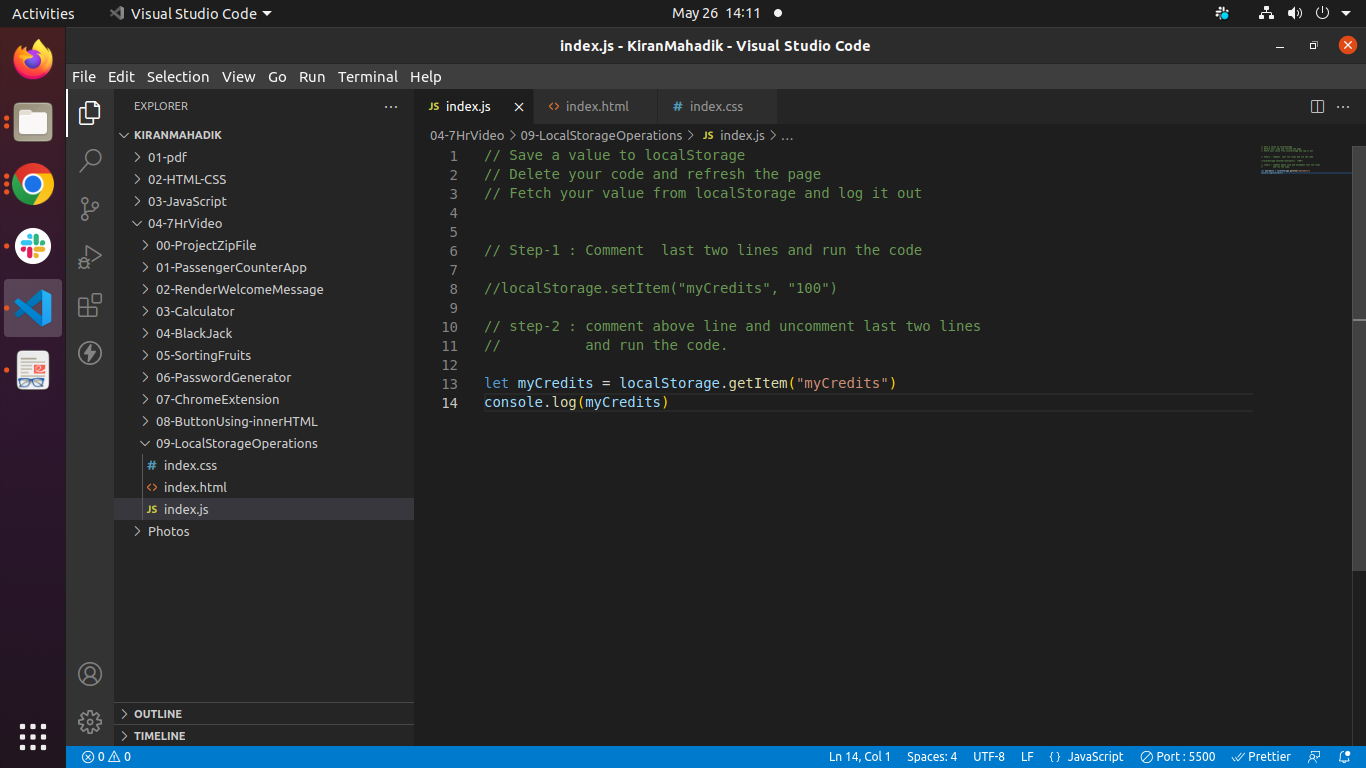 Activities Visual Studio Code May 26 14:11
index.js - KiranMahadik - Visual Studio Code
File Edit Selection View Go Run Terminal Help
EXPLORER
JS index.js index.html # index.css
KIRANMAHADIK
04-7HrVideo > 09-LocalStorageOperations > JS index.js > ...
01-pdf
02-HTML-CSS
03-JavaScript
04-7HrVideo
00-ProjectZipFile
01-PassengerCounterApp
02-RenderWelcomeMessage
03-Calculator
04-BlackJack
05-SortingFruits
06-PasswordGenerator
07-ChromeExtension
08-ButtonUsing-innerHTML
09-LocalStorageOperations
# index.css
index.html
JS index.js
Photos
OUTLINE
TIMELINE
1 // Save a value to localStorage
2 // Delete your code and refresh the page
3 // Fetch your value from localStorage and log it out
4
5
6 // Step-1 : Comment  last two lines and run the code
7
8 //localStorage.setItem("myCredits", "100")
9
10 // step-2 : comment above line and uncomment last two lines
11 //          and run the code.
12
13 let myCredits = localStorage.getItem("myCredits")
14 console.log(myCredits)
0 0 Ln 14, Col 1 Spaces: 4 UTF-8 LF {} JavaScript Port : 5500 Prettier